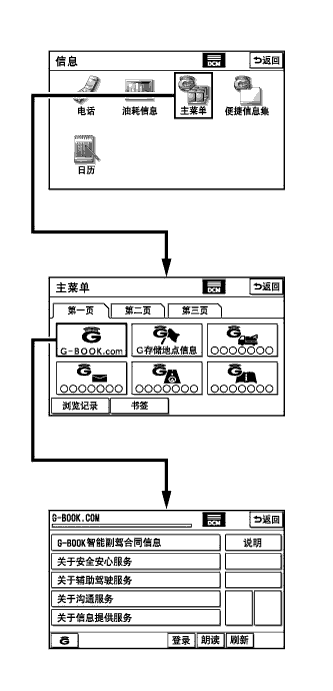 信息 DCM 返回
电话 油耗信息 主菜单 便捷信息集
日历
主菜单 DCM 返回
第一页 第二页 第三页
G-BOOK.com G存储地点信息 ○○○○○○○
○○○○○○○ ○○○○○○○ ○○○○○○○
浏览记录 书签
G-BOOK.COM DCM 返回
G-BOOK智能副驾合同信息 说明
关于安全安心服务
关于辅助驾驶服务
关于沟通服务
关于信息提供服务
G 登录 朗读 刷新